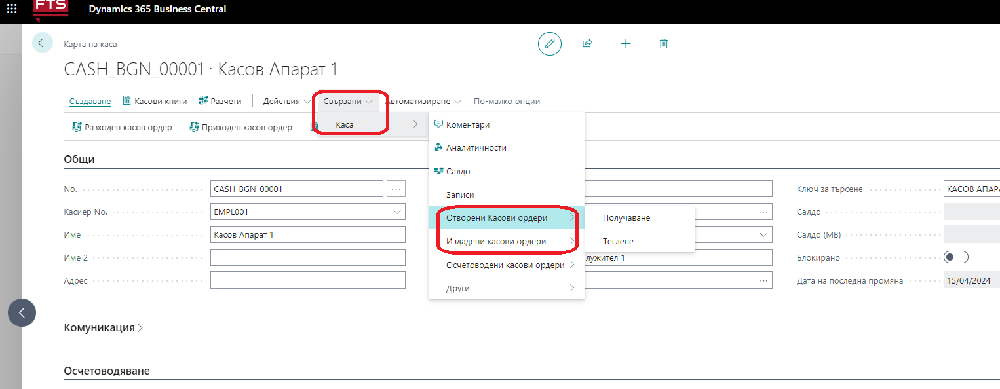 FTS
Dynamics 365 Business Central
Карта на каса
CASH_BGN_00001 · Касов Апарат 1
Създаване Касови книги Разчети Действия Свързани Автоматизиране По-малко опции
Разходен касов ордер Приходен касов ордер Каса Коментари
Аналитичности
Салдо
Записи
Отворени Касови ордери Получаване
Издадени касови ордери Теглене
Осчетоводени касови ордери
Други
Общи
No. CASH_BGN_00001 ... Ключ за търсене КАСОВ АПАРА
Касиер No. EMPL001 ... Салдо
Име Касов Апарат 1 Салдо (МВ)
Име 2 лужител 1 Блокирано
Адрес ... Дата на последна промяна 15/04/2024
Комуникация
Осчетоводяване